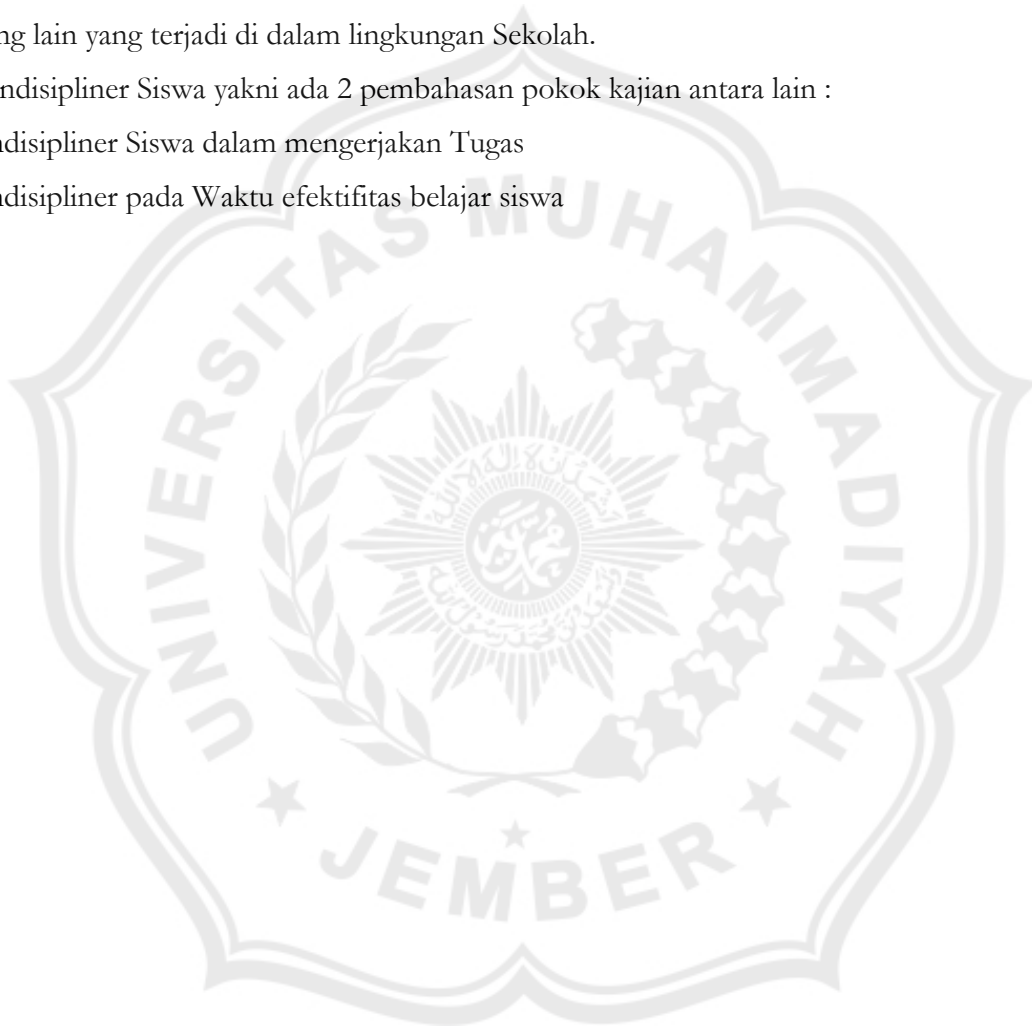 ng lain yang terjadi di dalam lingkungan Sekolah.
ndisipliner Siswa yakni ada 2 pembahasan pokok kajian antara lain :
ndisipliner Siswa dalam mengerjakan Tugas
ndisipliner pada Waktu efektifitas belajar siswa
UNIVERSITAS MUHAMMADIYAH
JEMBER